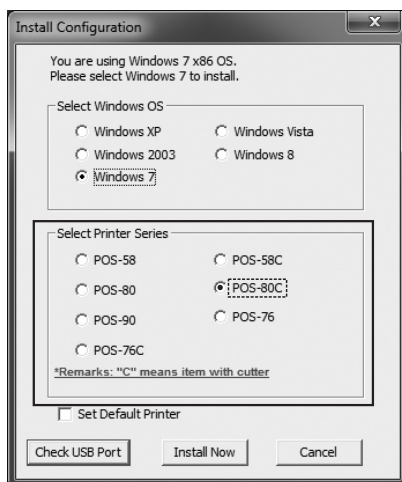 Install Configuration
x
You are using Windows 7 x86 OS.
Please select Windows 7 to install.
Select Windows OS
Windows XP Windows Vista
Windows 2003 Windows 8
Windows 7
Select Printer Series
POS-58 POS-58C
POS-80 POS-80C
POS-90 POS-76
POS-76C
*Remarks: "C" means item with cutter
Set Default Printer
Check USB Port Install Now Cancel